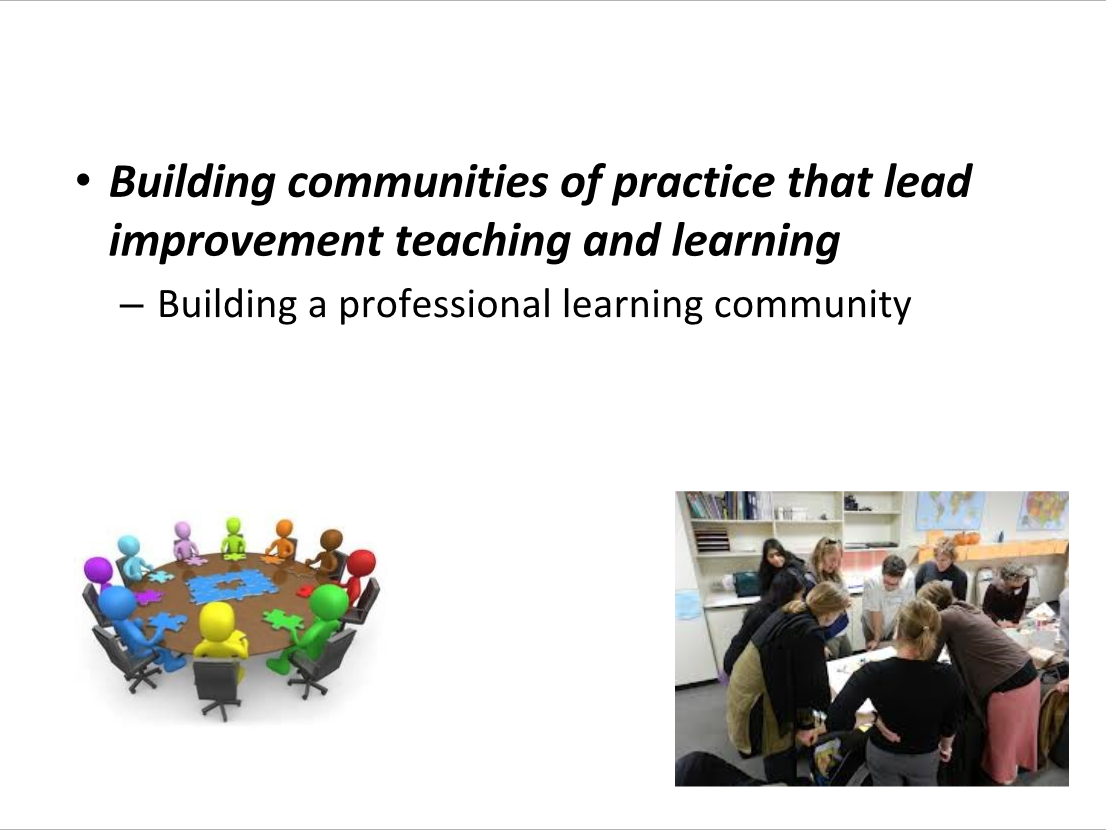 • Building communities of practice that lead
improvement teaching and learning
– Building a professional learning community